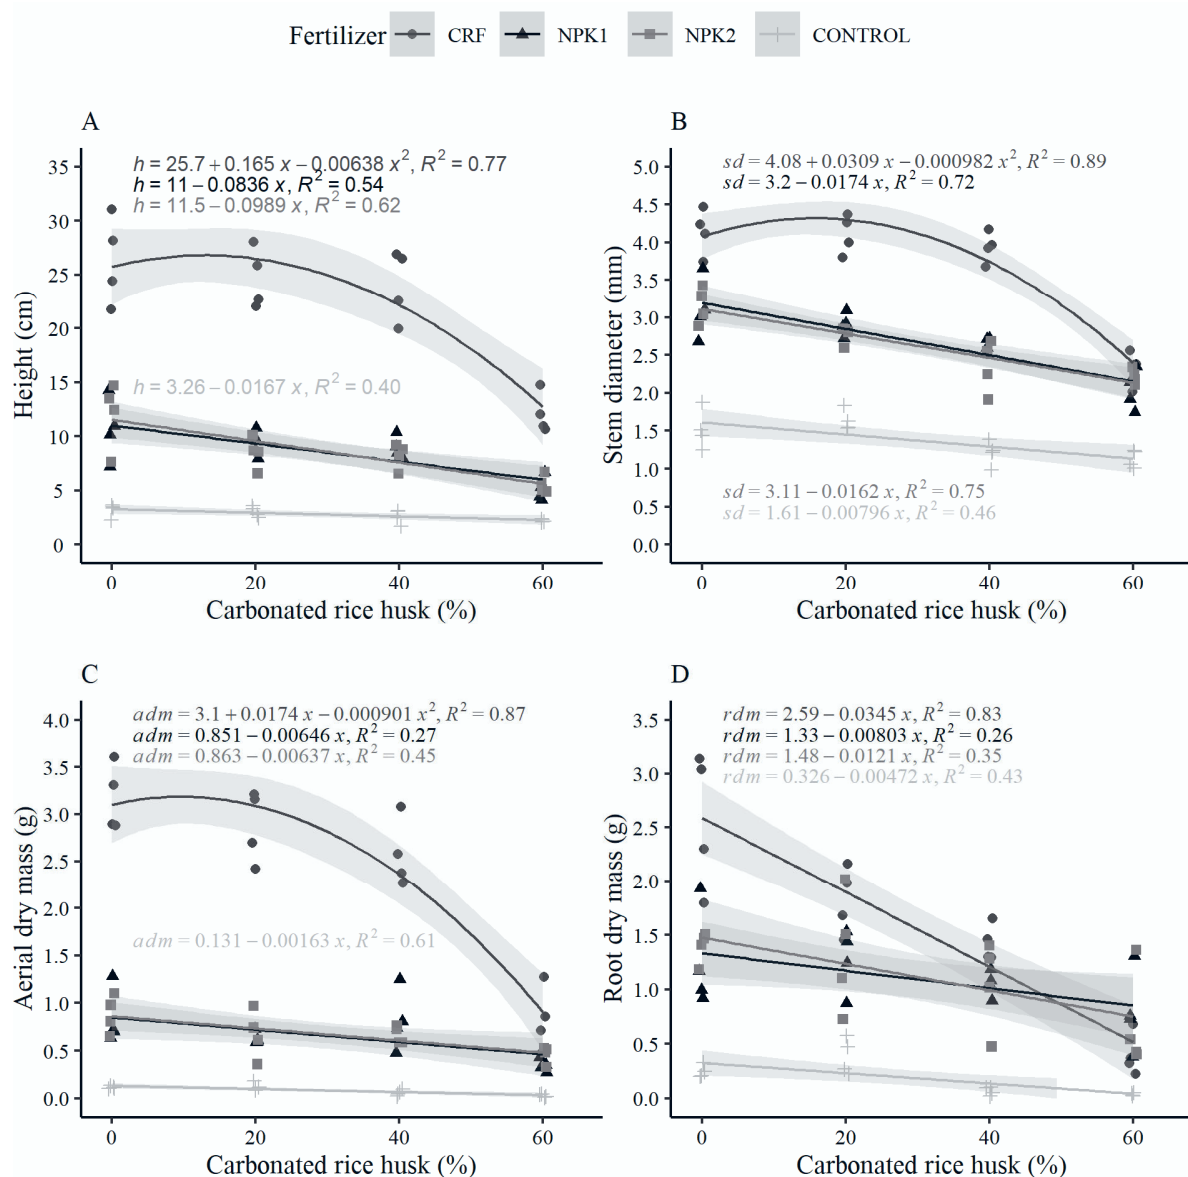 Fertilizer CRF NPK1 NPK2 CONTROL
A
h = 25.7 + 0.165 x − 0.00638 x², R² = 0.77
h = 11 − 0.0836 x, R² = 0.54
h = 11.5 − 0.0989 x, R² = 0.62
h = 3.26 − 0.0167 x, R² = 0.40
35
30
25
20
15
10
5
0
Height (cm)
0 20 40 60
Carbonated rice husk (%)
B
sd = 4.08 + 0.0309 x − 0.000982 x², R² = 0.89
sd = 3.2 − 0.0174 x, R² = 0.72
sd = 3.11 − 0.0162 x, R² = 0.75
sd = 1.61 − 0.00796 x, R² = 0.46
5.0
4.5
4.0
3.5
3.0
2.5
2.0
1.5
1.0
0.5
0.0
Stem diameter (mm)
0 20 40 60
Carbonated rice husk (%)
C
adm = 3.1 + 0.0174 x − 0.000901 x², R² = 0.87
adm = 0.851 − 0.00646 x, R² = 0.27
adm = 0.863 − 0.00637 x, R² = 0.45
adm = 0.131 − 0.00163 x, R² = 0.61
4.0
3.5
3.0
2.5
2.0
1.5
1.0
0.5
0.0
Aerial dry mass (g)
0 20 40 60
Carbonated rice husk (%)
D
rdm = 2.59 − 0.0345 x, R² = 0.83
rdm = 1.33 − 0.00803 x, R² = 0.26
rdm = 1.48 − 0.0121 x, R² = 0.35
rdm = 0.326 − 0.00472 x, R² = 0.43
3.5
3.0
2.5
2.0
1.5
1.0
0.5
0.0
Root dry mass (g)
0 20 40 60
Carbonated rice husk (%)